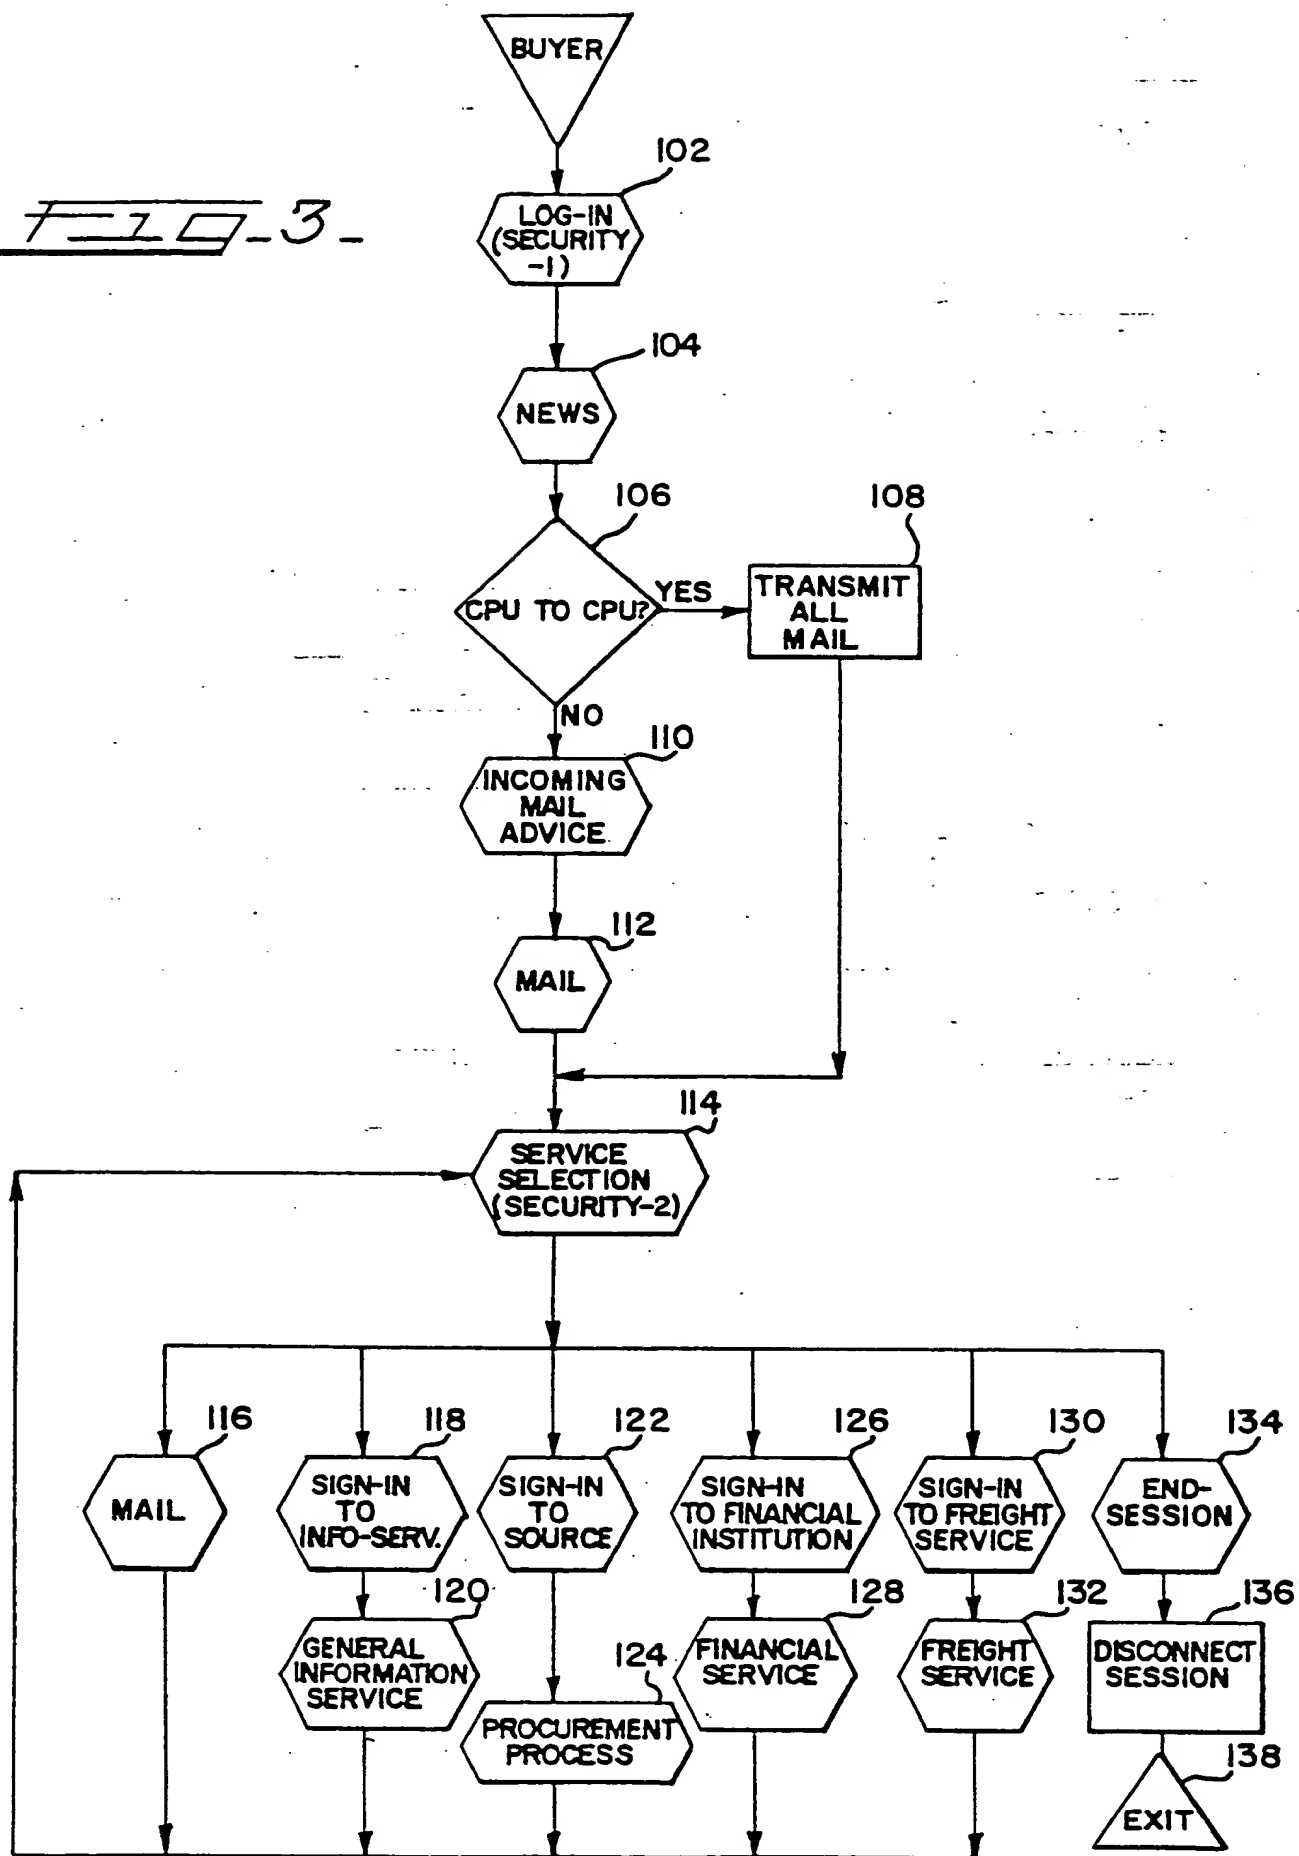 BUYER
102
Fig-3-
LOG-IN
(SECURITY
-1)
104
NEWS
106
108
CPU TO CPU?
YES
TRANSMIT
ALL
MAIL
NO
110
INCOMING
MAIL
ADVICE
112
MAIL
114
SERVICE
SELECTION
(SECURITY-2)
116
118
122
126
130
134
MAIL
SIGN-IN
TO
INFO-SERV.
SIGN-IN
TO
SOURCE
SIGN-IN
TO FINANCIAL
INSTITUTION
SIGN-IN
TO FREIGHT
SERVICE
END-
SESSION
120
128
132
136
GENERAL
INFORMATION
SERVICE
124
PROCUREMENT
PROCESS
FINANCIAL
SERVICE
FREIGHT
SERVICE
DISCONNECT
SESSION
138
EXIT